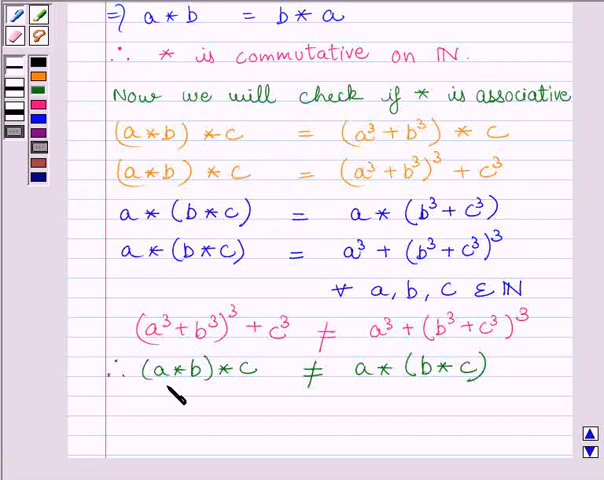 ⇒ a * b = b * a
∴ * is commutative on ℕ.
Now we will check if * is associative
(a * b) * c = (a³ + b³) * c
(a * b) * c = (a³ + b³)³ + c³
a * (b * c) = a * (b³ + c³)
a * (b * c) = a³ + (b³ + c³)³
∀ a, b, c ∈ ℕ
(a³ + b³)³ + c³ ≠ a³ + (b³ + c³)³
∴ (a * b) * c ≠ a * (b * c)